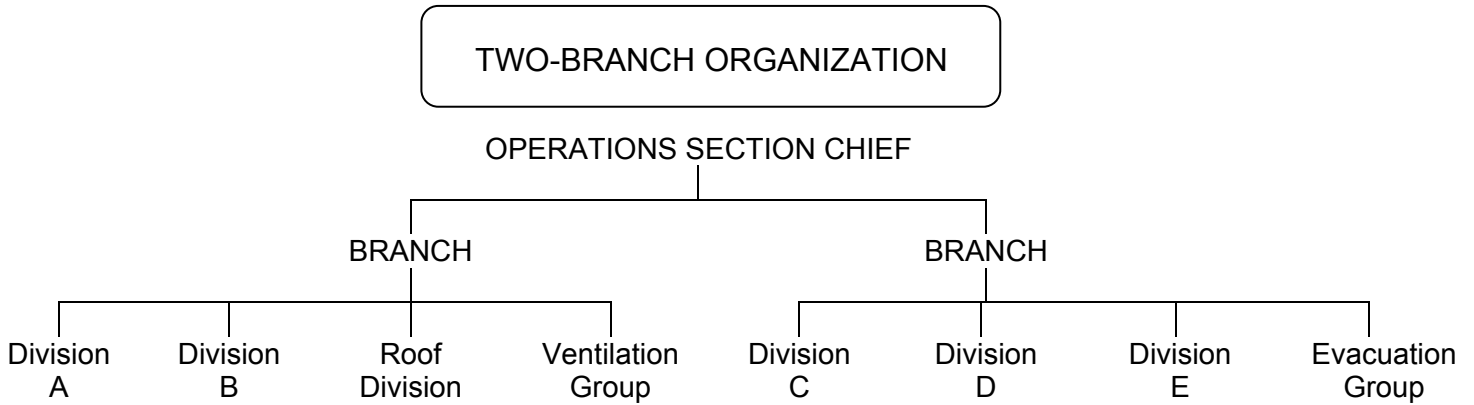 TWO-BRANCH ORGANIZATION
OPERATIONS SECTION CHIEF
BRANCH BRANCH
Division Division Roof Ventilation Division Division Division Evacuation
A B Division Group C D E Group